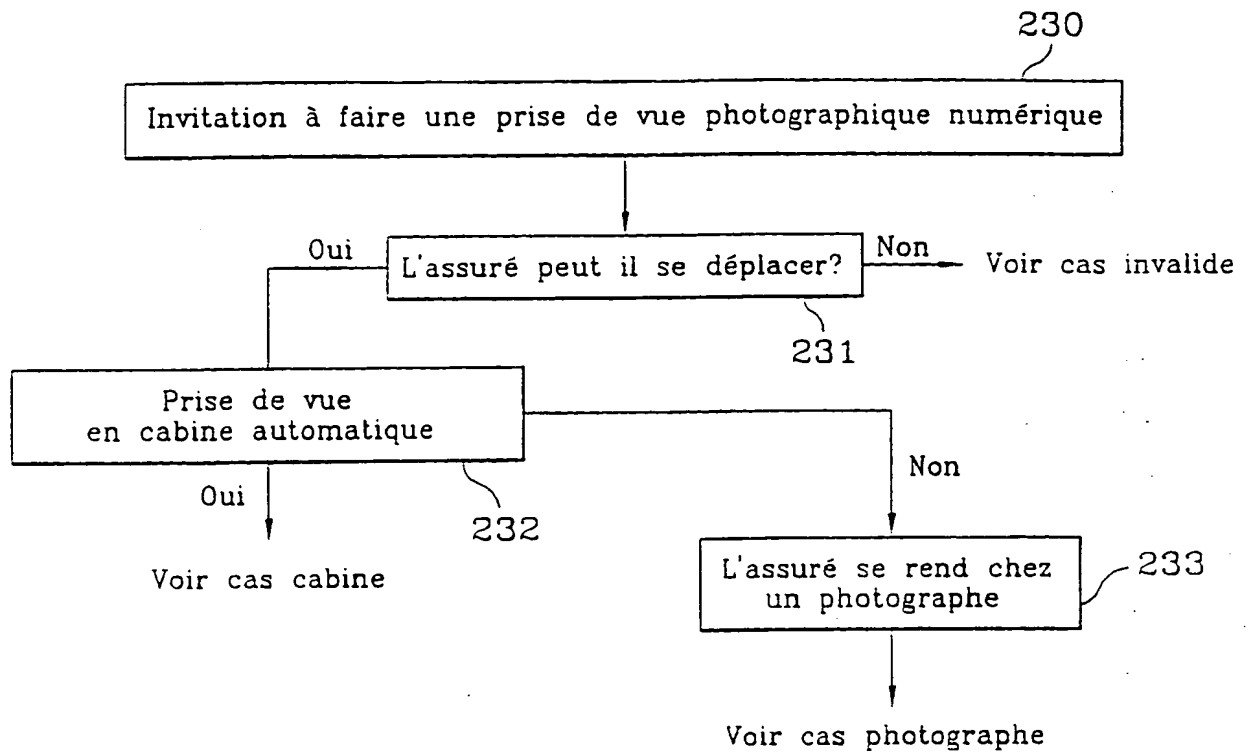 230
Invitation à faire une prise de vue photographique numérique
Oui
L'assuré peut il se déplacer?
Non
Voir cas invalide
231
Prise de vue
en cabine automatique
Non
Oui
232
Voir cas cabine
L'assuré se rend chez
un photographe
233
Voir cas photographe